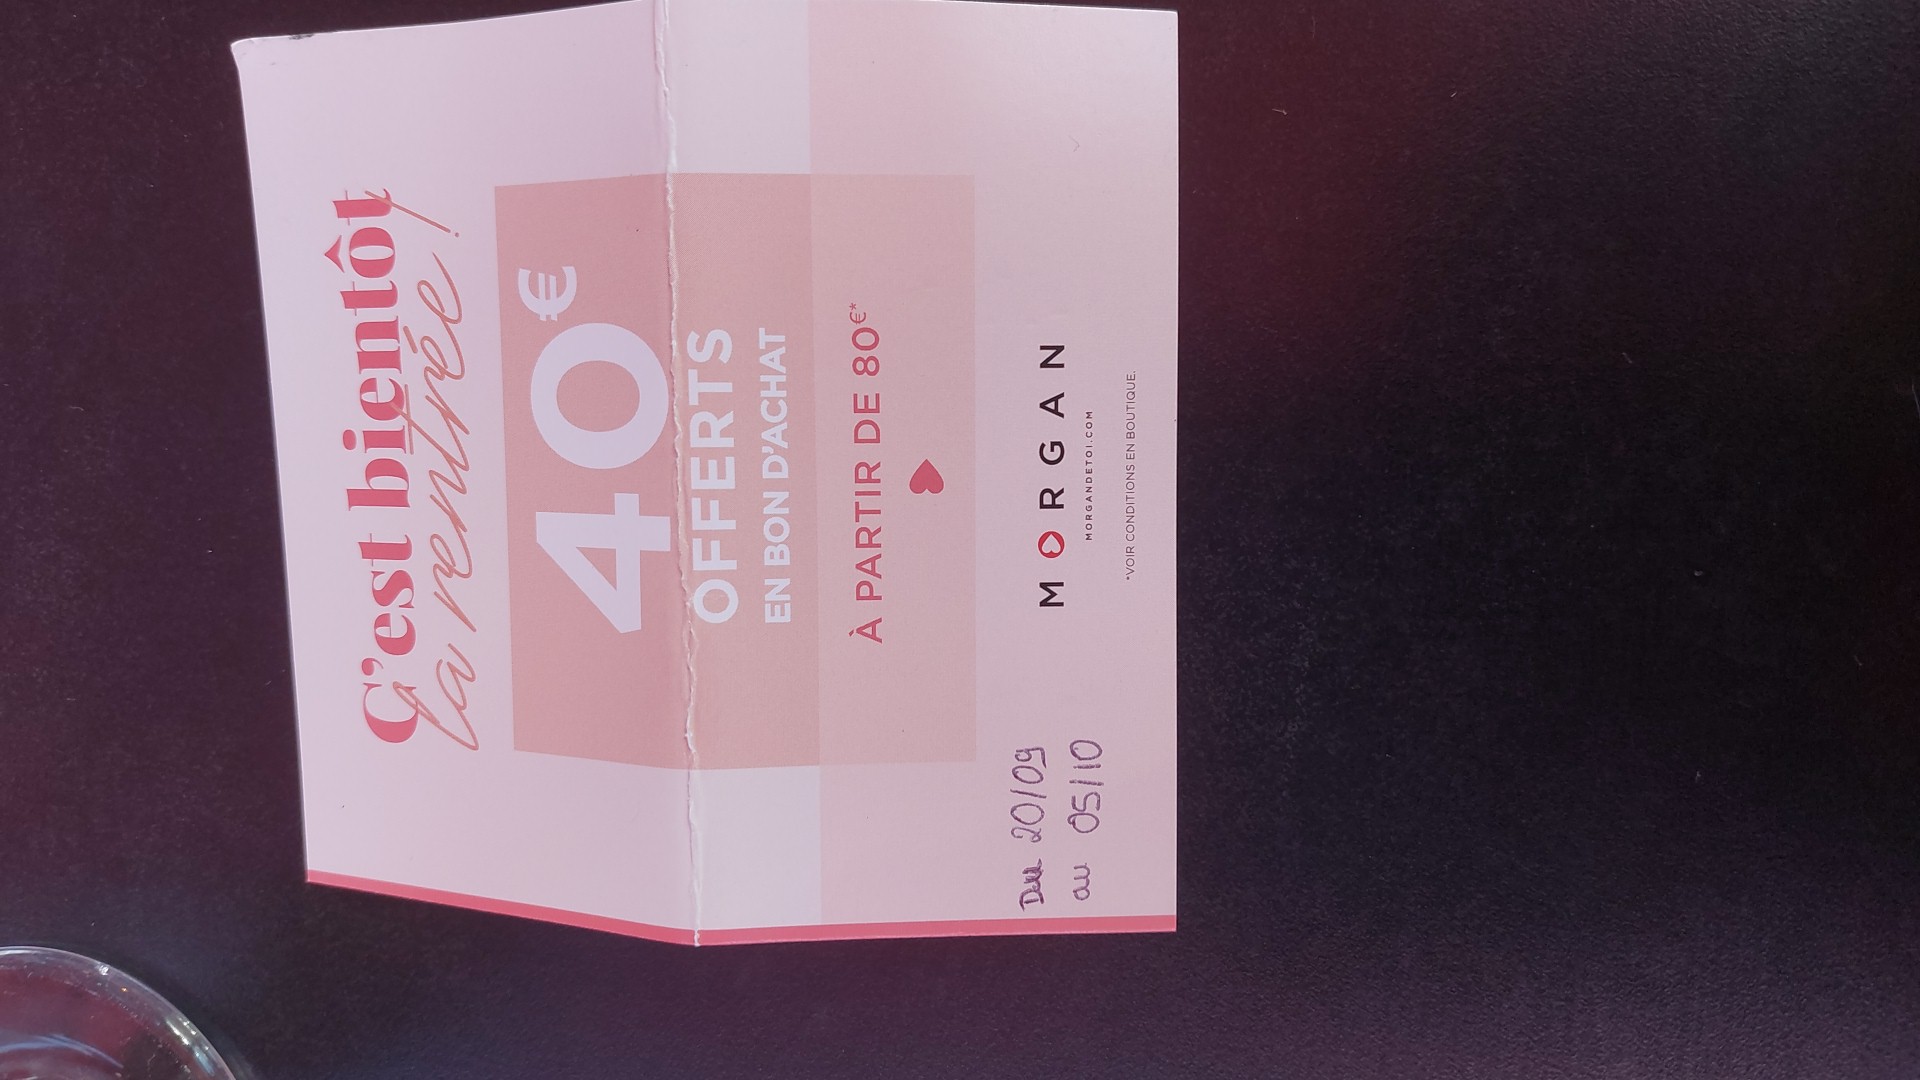 C'est bientôt
la rentrée !
40€
OFFERTS
EN BON D'ACHAT
À PARTIR DE 80€*
MORGAN
MORGANDETOI.COM
*VOIR CONDITIONS EN BOUTIQUE.
Du 20/09
au 05/10